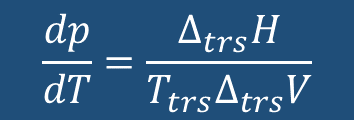 dp/dT = Δ_trs H / T_trs Δ_trs V